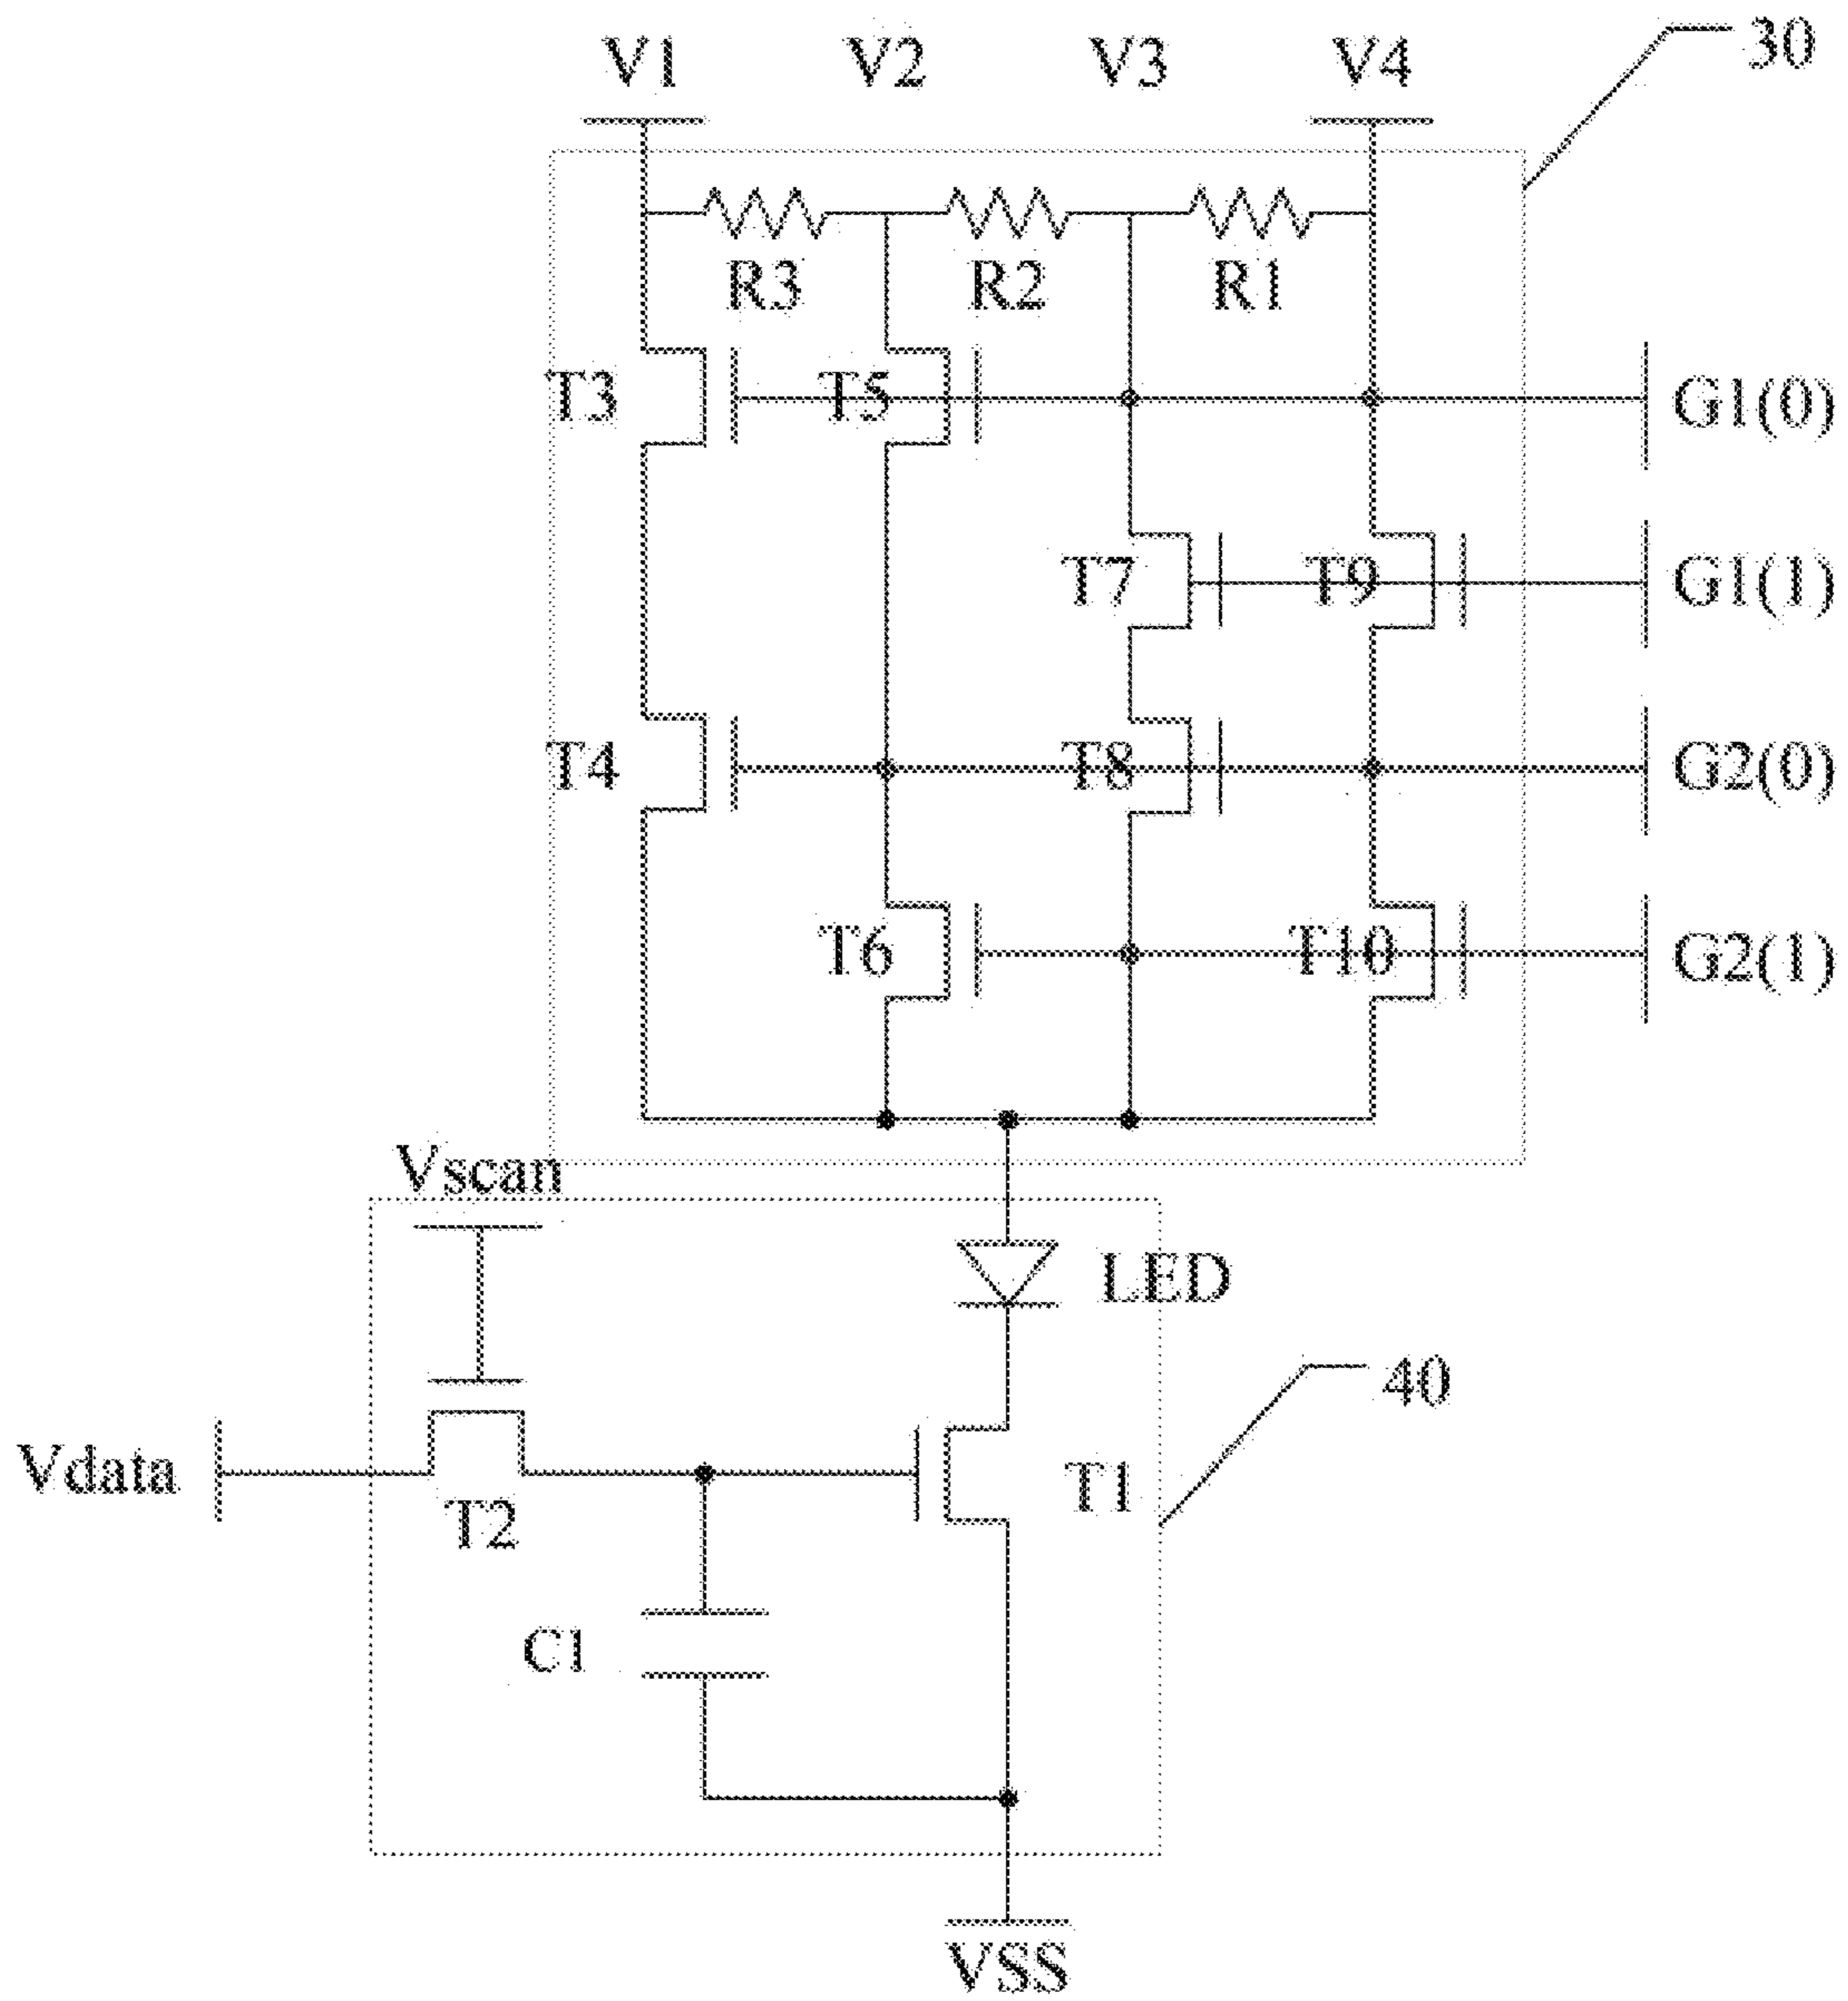 V1 V2 V3 V4 30
R3 R2 R1
T3 T5 G1(0)
T7 T9 G1(1)
T4 T8 G2(0)
T6 T10 G2(1)
Vscan
LED
40
Vdata
T2
T1
C1
VSS